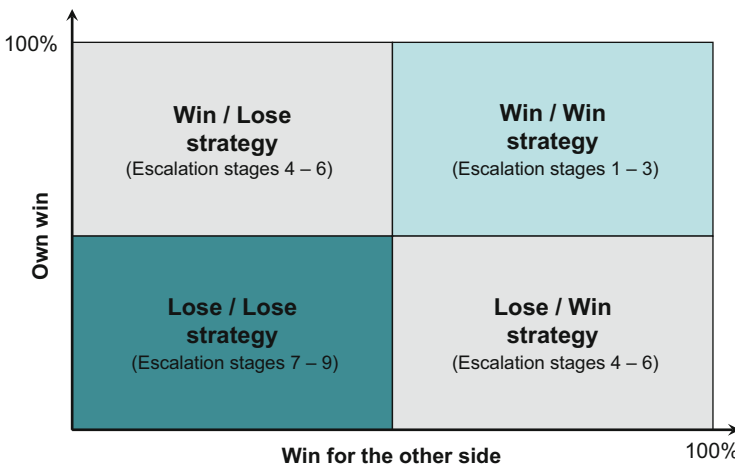 100%
Win / Lose
strategy
(Escalation stages 4 – 6)
Win / Win
strategy
(Escalation stages 1 – 3)
Own win
Lose / Lose
strategy
(Escalation stages 7 – 9)
Lose / Win
strategy
(Escalation stages 4 – 6)
Win for the other side
100%